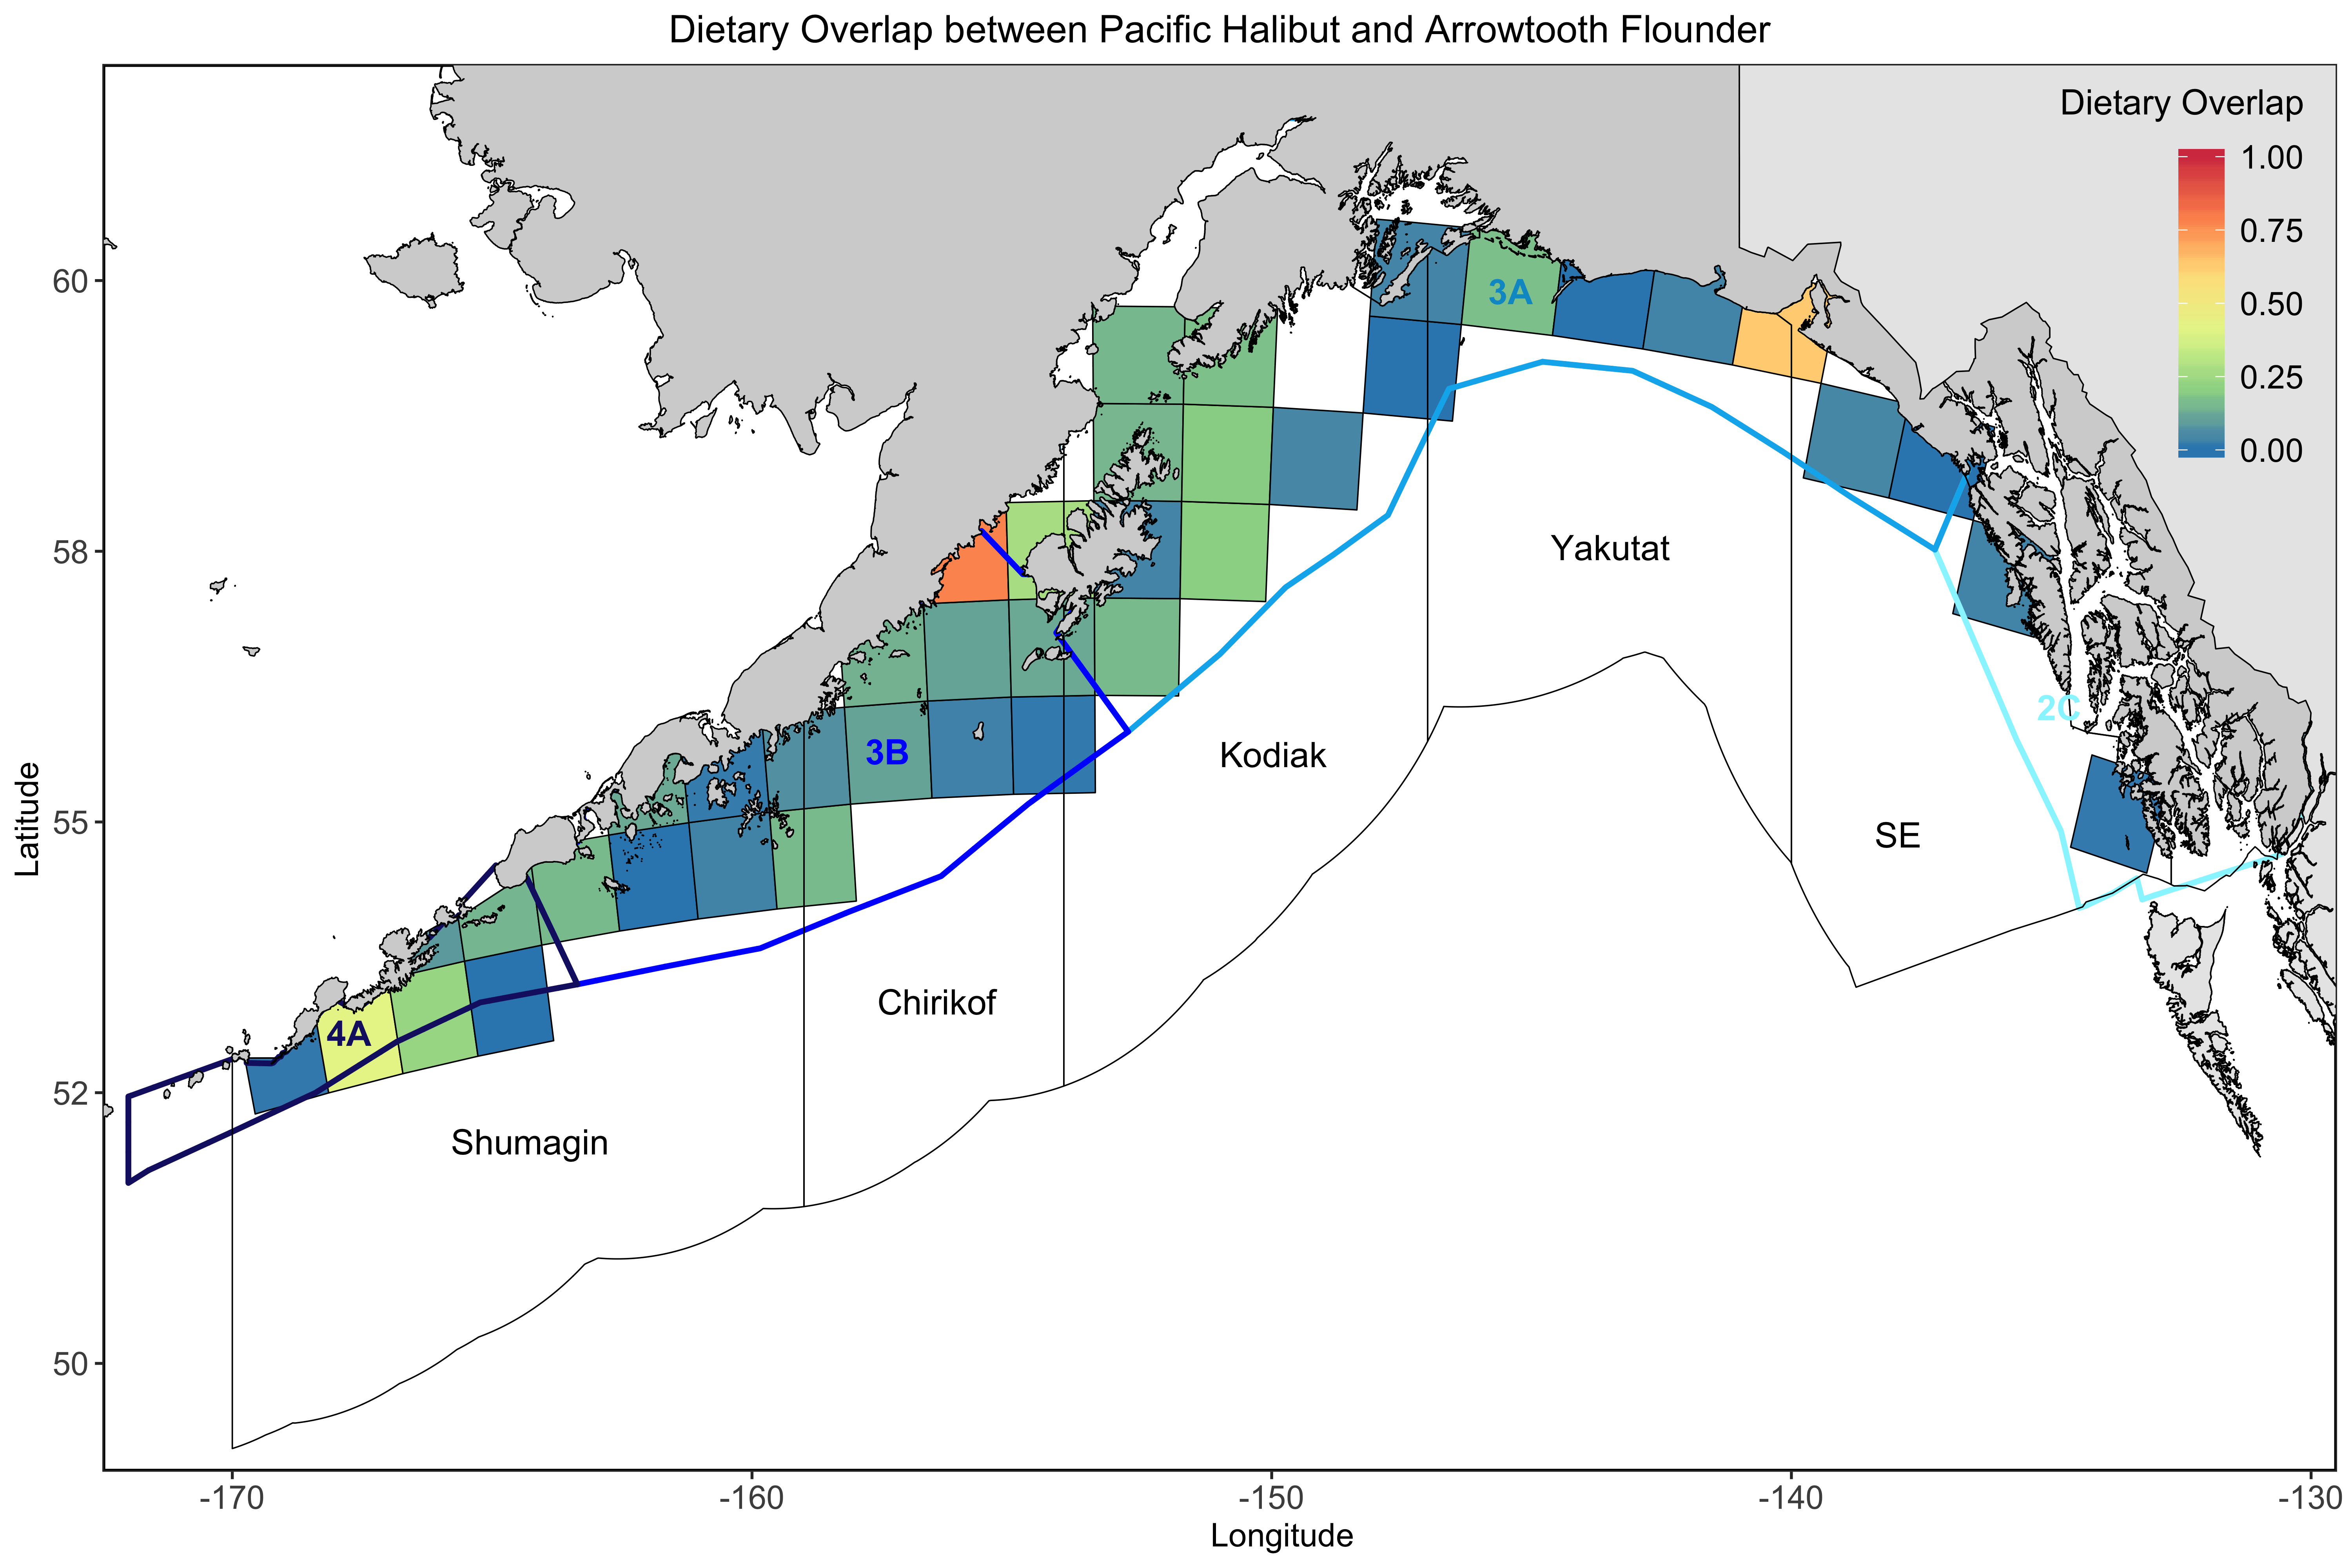 Dietary Overlap between Pacific Halibut and Arrowtooth Flounder
Dietary Overlap
1.00
0.75
0.50
0.25
0.00
60
58
55
52
50
Latitude
3A
Yakutat
2C
3B
Kodiak
SE
Chirikof
4A
Shumagin
-170
-160
-150
-140
-130
Longitude